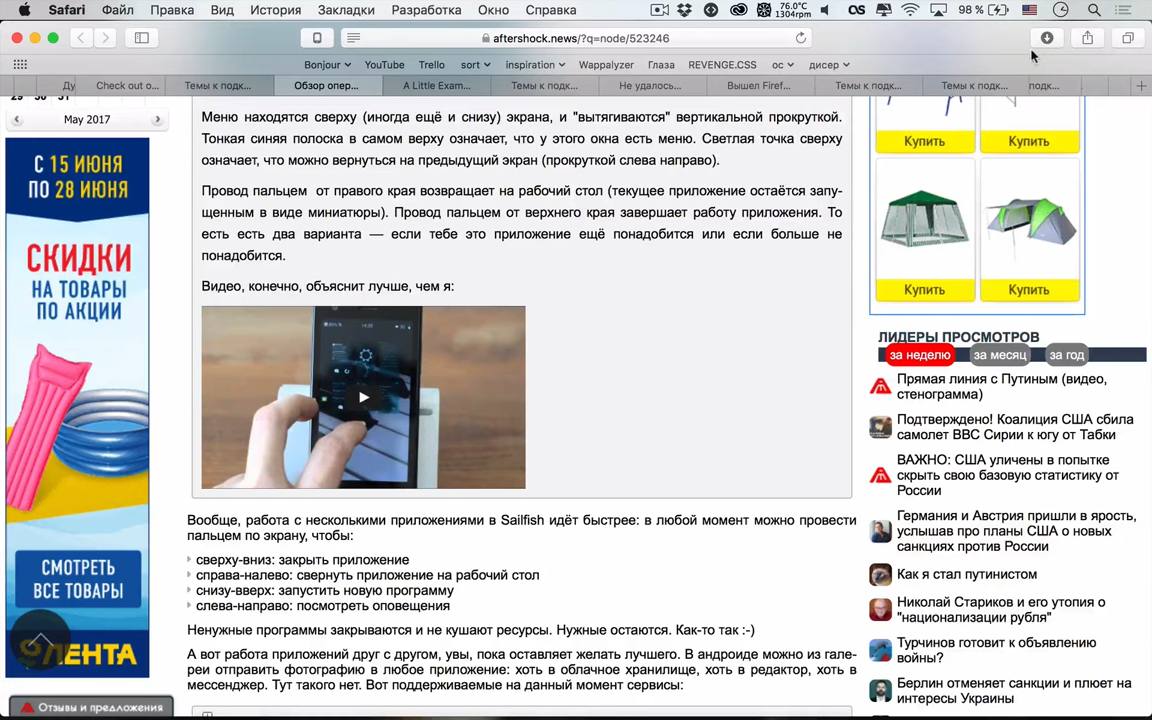 Safari Файл Правка Вид История Закладки Разработка Окно Справка 76.0°C 1304rpm 98 %
aftershock.news/?q=node/523246
Bonjour YouTube Trello sort inspiration Wappalyzer Глаза REVENGE.CSS ос дисер
Ду Check out o... Темы к подк... Обзор опер... A Little Exam... Темы к подк... Не удалось... Вышел Firef... Темы к подк... Темы к подк... подк...
29 30 31
May 2017
С 15 ИЮНЯ
ПО 28 ИЮНЯ
СКИДКИ
НА ТОВАРЫ
ПО АКЦИИ
СМОТРЕТЬ
ВСЕ ТОВАРЫ
ЛЕНТА
Отзывы и предложения
Меню находятся сверху (иногда ещё и снизу) экрана, и "вытягиваются" вертикальной прокруткой.
Тонкая синяя полоска в самом верху означает, что у этого окна есть меню. Светлая точка сверху
означает, что можно вернуться на предыдущий экран (прокруткой слева направо).
Провод пальцем от правого края возвращает на рабочий стол (текущее приложение остаётся запу-
щенным в виде миниатюры). Провод пальцем от верхнего края завершает работу приложения. То
есть есть два варианта — если тебе это приложение ещё понадобится или если больше не
понадобится.
Видео, конечно, объяснит лучше, чем я:
Вообще, работа с несколькими приложениями в Sailfish идёт быстрее: в любой момент можно провести
пальцем по экрану, чтобы:
сверху-вниз: закрыть приложение
справа-налево: свернуть приложение на рабочий стол
снизу-вверх: запустить новую программу
слева-направо: посмотреть оповещения
Ненужные программы закрываются и не кушают ресурсы. Нужные остаются. Как-то так :-)
А вот работа приложений друг с другом, увы, пока оставляет желать лучшего. В андроиде можно из гале-
реи отправить фотографию в любое приложение: хоть в облачное хранилище, хоть в редактор, хоть в
мессенджер. Тут такого нет. Вот поддерживаемые на данный момент сервисы:
Купить Купить
Купить Купить
ЛИДЕРЫ ПРОСМОТРОВ
за неделю за месяц за год
Прямая линия с Путиным (видео,
стенограмма)
Подтверждено! Коалиция США сбила
самолет ВВС Сирии к югу от Табки
ВАЖНО: США уличены в попытке
скрыть свою базовую статистику от
России
Германия и Австрия пришли в ярость,
услышав про планы США о новых
санкциях против России
Как я стал путинистом
Николай Стариков и его утопия о
"национализации рубля"
Турчинов готовит к объявлению
войны?
Берлин отменяет санкции и плюет на
интересы Украины